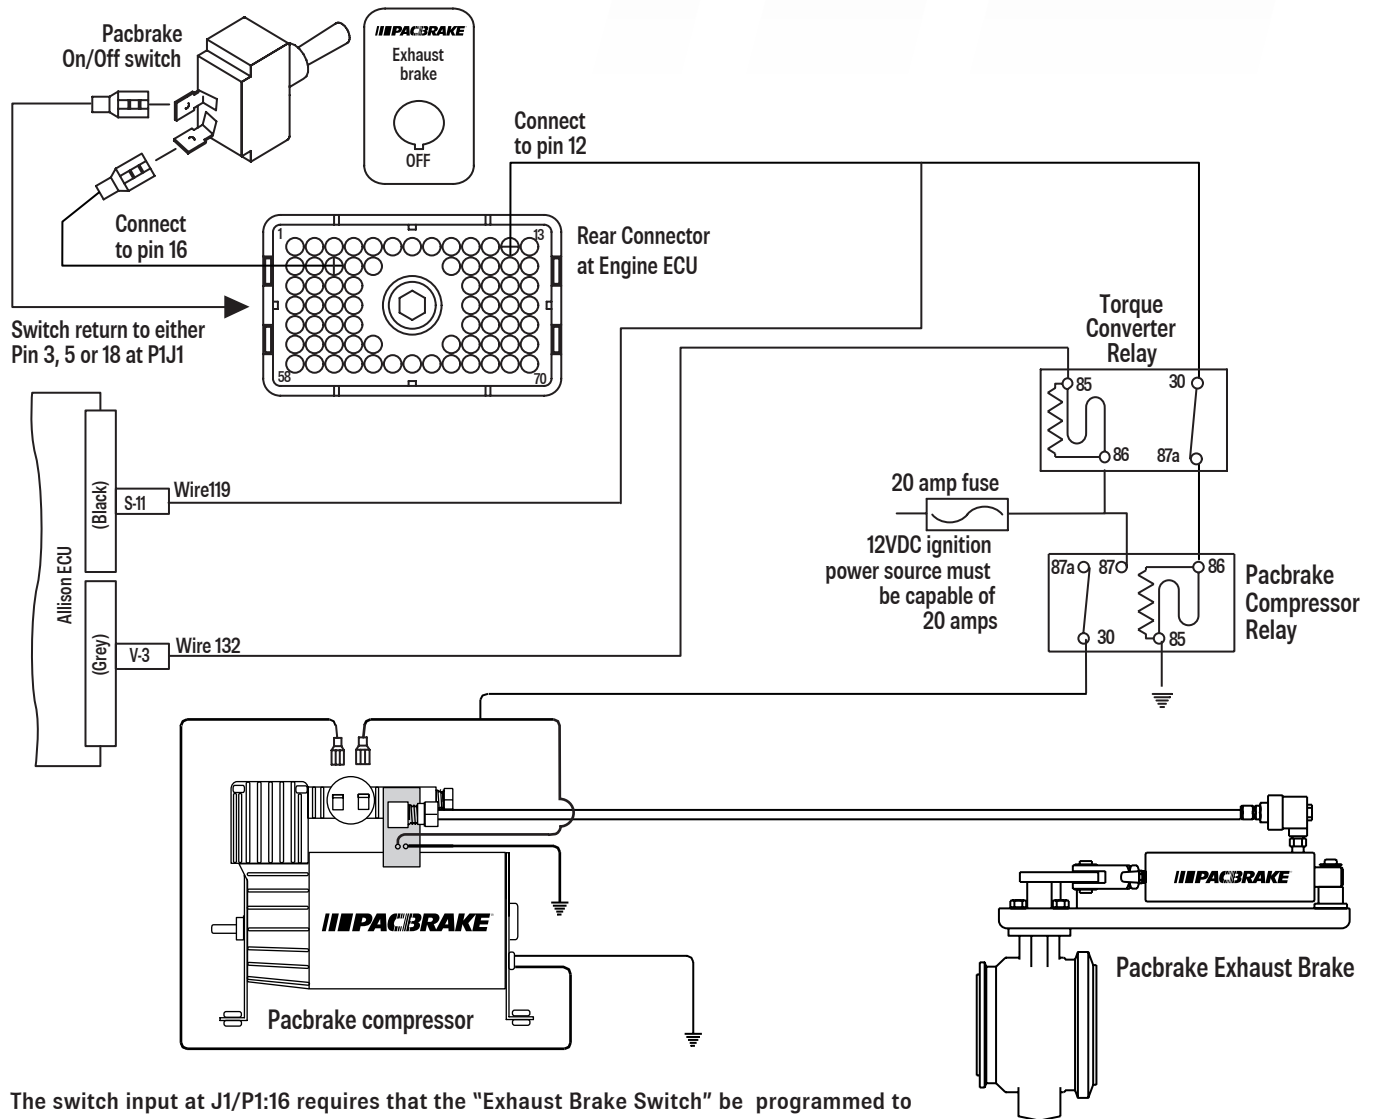 Pacbrake
On/Off switch
PACBRAKE
Exhaust
brake
OFF
Connect
to pin 12
Connect
to pin 16
1
13
58
70
Rear Connector
at Engine ECU
Switch return to either
Pin 3, 5 or 18 at P1J1
Torque
Converter
Relay
85
30
86
87a
20 amp fuse
12VDC ignition
power source must
be capable of
20 amps
87a
87
86
30
85
Pacbrake
Compressor
Relay
Allison ECU
(Black)
S-11
Wire119
(Grey)
V-3
Wire 132
PACBRAKE
Pacbrake compressor
PACBRAKE
Pacbrake Exhaust Brake
The switch input at J1/P1:16 requires that the “Exhaust Brake Switch” be programmed to